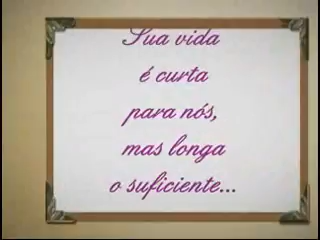 Sua vida
é curta
para nós,
mas longa
o suficiente...